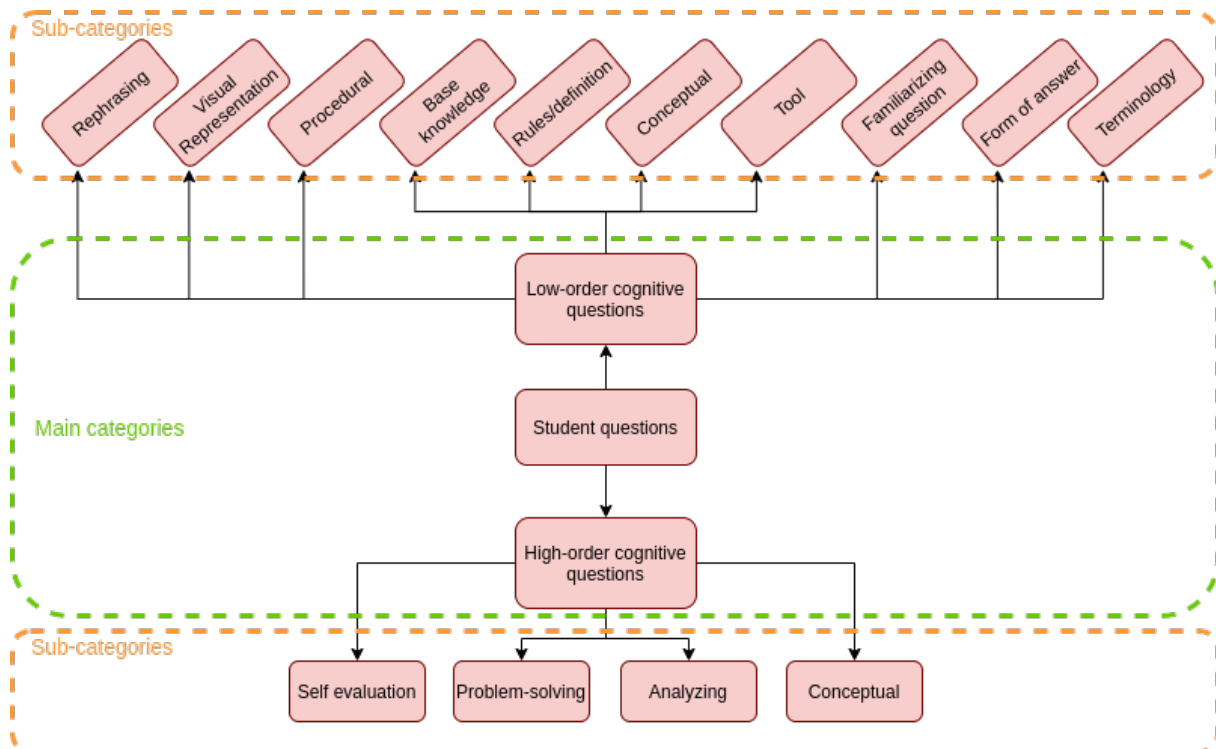 Sub-categories
Rephrasing
Visual
Representation
Procedural
Base
knowledge
Rules/definition
Conceptual
Tool
Familiarizing
question
Form of answer
Terminology
Low-order cognitive
questions
Student questions
Main categories
High-order cognitive
questions
Sub-categories
Self evaluation
Problem-solving
Analyzing
Conceptual